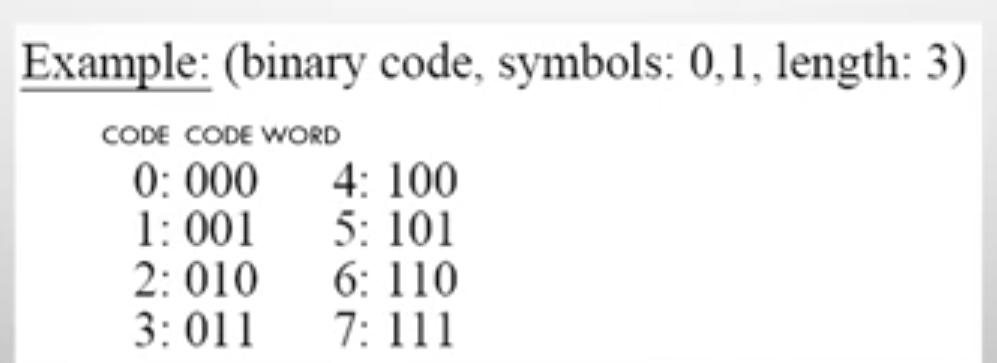 Example: (binary code, symbols: 0,1, length: 3)
CODE CODE WORD
0: 000 4: 100
1: 001 5: 101
2: 010 6: 110
3: 011 7: 111